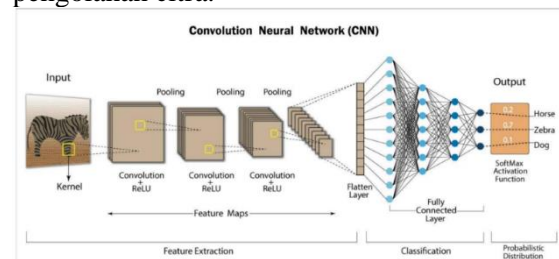 pengolahan citra.
Convolution Neural Network (CNN)
Input
Pooling
Pooling
Pooling
Output
0.2
0.7
0.1
Horse
Zebra
Dog
SoftMax
Activation
Function
Kernel
Convolution
+
ReLU
Convolution
+
ReLU
Convolution
+
ReLU
Flatten
Layer
Fully
Connected
Layer
Feature Maps
Feature Extraction
Classification
Probabilistic
Distribution